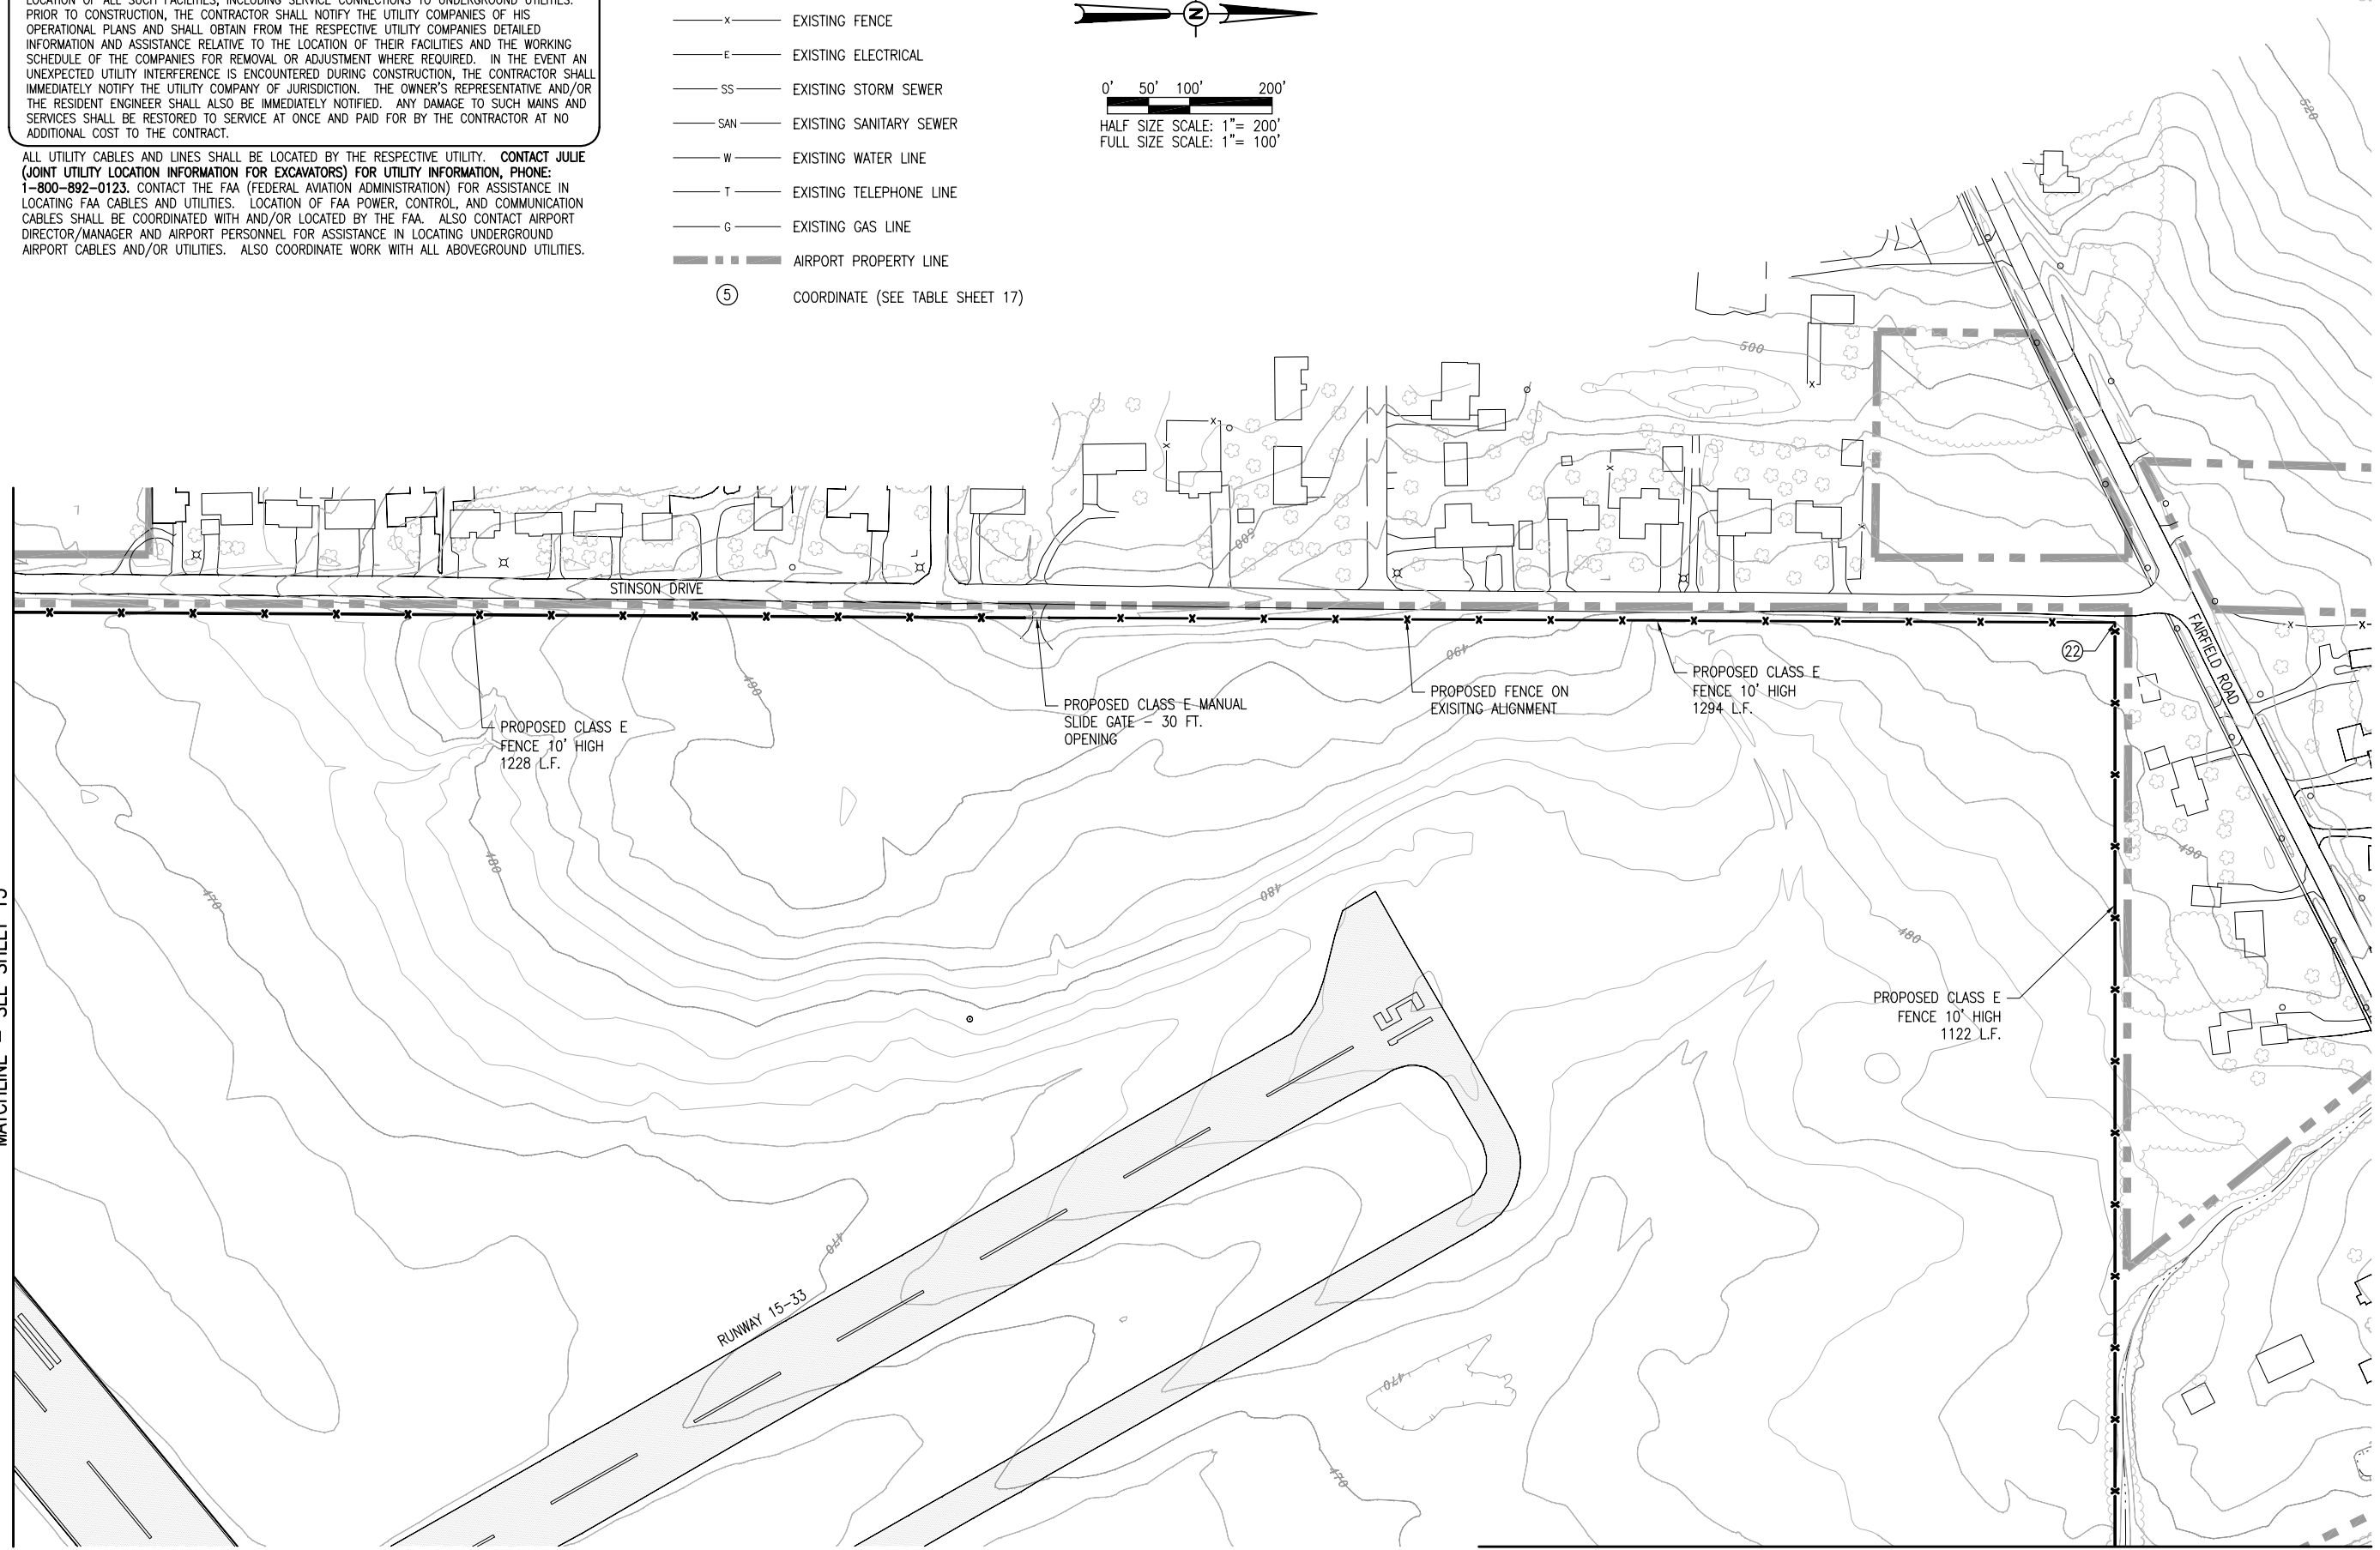 LOCATION OF ALL SUCH FACILITIES, INCLUDING SERVICE CONNECTIONS TO UNDERGROUND UTILITIES.
PRIOR TO CONSTRUCTION, THE CONTRACTOR SHALL NOTIFY THE UTILITY COMPANIES OF HIS
OPERATIONAL PLANS AND SHALL OBTAIN FROM THE RESPECTIVE UTILITY COMPANIES DETAILED
INFORMATION AND ASSISTANCE RELATIVE TO THE LOCATION OF THEIR FACILITIES AND THE WORKING
SCHEDULE OF THE COMPANIES FOR REMOVAL OR ADJUSTMENT WHERE REQUIRED. IN THE EVENT AN
UNEXPECTED UTILITY INTERFERENCE IS ENCOUNTERED DURING CONSTRUCTION, THE CONTRACTOR SHALL
IMMEDIATELY NOTIFY THE UTILITY COMPANY OF JURISDICTION. THE OWNER'S REPRESENTATIVE AND/OR
THE RESIDENT ENGINEER SHALL ALSO BE IMMEDIATELY NOTIFIED. ANY DAMAGE TO SUCH MAINS AND
SERVICES SHALL BE RESTORED TO SERVICE AT ONCE AND PAID FOR BY THE CONTRACTOR AT NO
ADDITIONAL COST TO THE CONTRACT.
ALL UTILITY CABLES AND LINES SHALL BE LOCATED BY THE RESPECTIVE UTILITY. CONTACT JULIE
(JOINT UTILITY LOCATION INFORMATION FOR EXCAVATORS) FOR UTILITY INFORMATION, PHONE:
1-800-892-0123. CONTACT THE FAA (FEDERAL AVIATION ADMINISTRATION) FOR ASSISTANCE IN
LOCATING FAA CABLES AND UTILITIES. LOCATION OF FAA POWER, CONTROL, AND COMMUNICATION
CABLES SHALL BE COORDINATED WITH AND/OR LOCATED BY THE FAA. ALSO CONTACT AIRPORT
DIRECTOR/MANAGER AND AIRPORT PERSONNEL FOR ASSISTANCE IN LOCATING UNDERGROUND
AIRPORT CABLES AND/OR UTILITIES. ALSO COORDINATE WORK WITH ALL ABOVEGROUND UTILITIES.
X EXISTING FENCE
E EXISTING ELECTRICAL
SS EXISTING STORM SEWER
SAN EXISTING SANITARY SEWER
W EXISTING WATER LINE
T EXISTING TELEPHONE LINE
G EXISTING GAS LINE
AIRPORT PROPERTY LINE
5 COORDINATE (SEE TABLE SHEET 17)
N
0' 50' 100' 200'
HALF SIZE SCALE: 1"= 200'
FULL SIZE SCALE: 1"= 100'
520
500
500
STINSON DRIVE
FAIRFIELD ROAD
22
490
490
PROPOSED CLASS E
FENCE 10' HIGH
1228 L.F.
PROPOSED CLASS E MANUAL
SLIDE GATE - 30 FT.
OPENING
PROPOSED FENCE ON
EXISITNG ALIGNMENT
PROPOSED CLASS E
FENCE 10' HIGH
1294 L.F.
490
480
470
480
480
PROPOSED CLASS E
FENCE 10' HIGH
1122 L.F.
15
470
RUNWAY 15-33
470
470
MATCHLINE - SEE SHEET 15